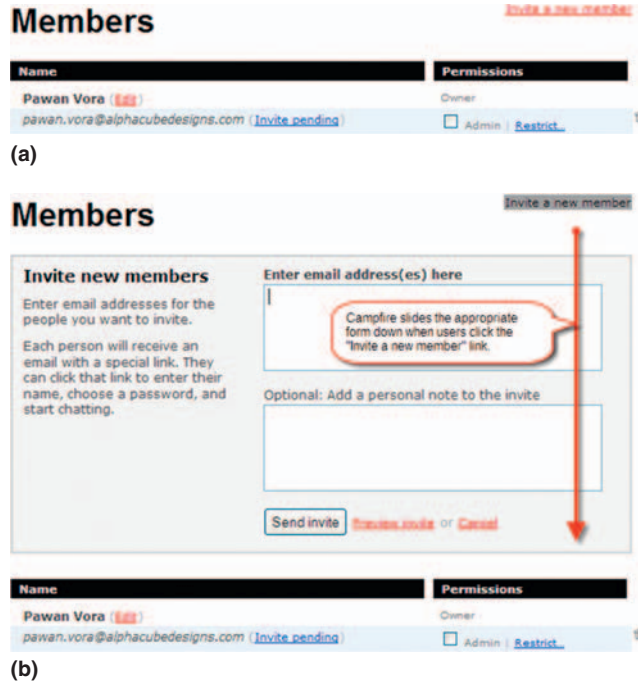 Members
Invite a new member
Name Permissions
Pawan Vora (Edit) Owner
pawan.vora@alphacubedesigns.com (Invite pending) Admin | Restrict...
(a)
Members
Invite a new member
Invite new members
Enter email addresses for the
people you want to invite.
Each person will receive an
email with a special link. They
can click that link to enter their
name, choose a password, and
start chatting.
Enter email address(es) here
Campfire slides the appropriate
form down when users click the
"Invite a new member" link.
Optional: Add a personal note to the invite
Send invite Preview invite or Cancel
Name Permissions
Pawan Vora (Edit) Owner
pawan.vora@alphacubedesigns.com (Invite pending) Admin | Restrict...
(b)